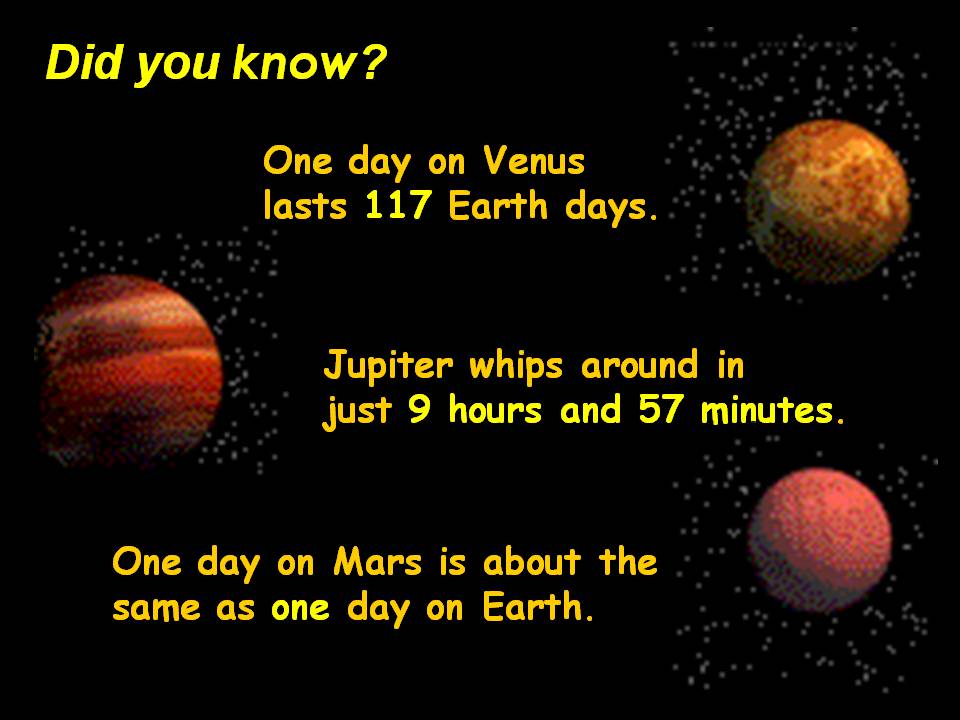 Did you know?
One day on Venus
lasts 117 Earth days.
Jupiter whips around in
just 9 hours and 57 minutes.
One day on Mars is about the
same as one day on Earth.